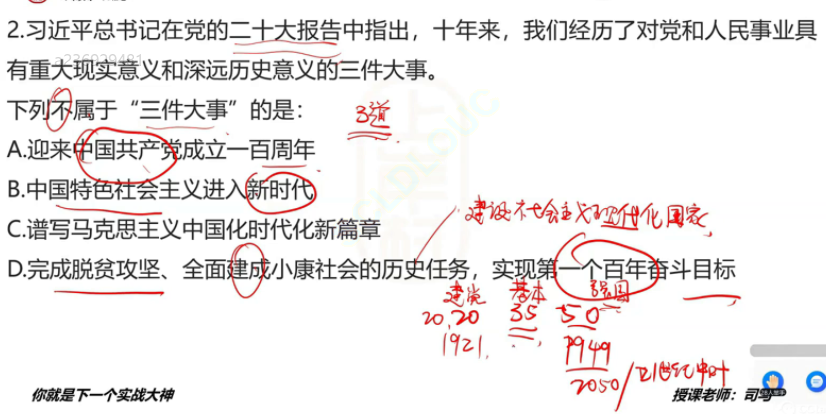 2.习近平总书记在党的二十大报告中指出，十年来，我们经历了对党和人民事业具
有重大现实意义和深远历史意义的三件大事。
下列不属于“三件大事”的是：
3道
A.迎来中国共产党成立一百周年
B.中国特色社会主义进入新时代
建设社会主义现代化国家
C.谱写马克思主义中国化时代化新篇章
D.完成脱贫攻坚、全面建成小康社会的历史任务，实现第一个百年奋斗目标
建党 基本 强国
20.20 35 50
1921 1949
2050/21世纪中叶
你就是下一个实战大神
授课老师：司马